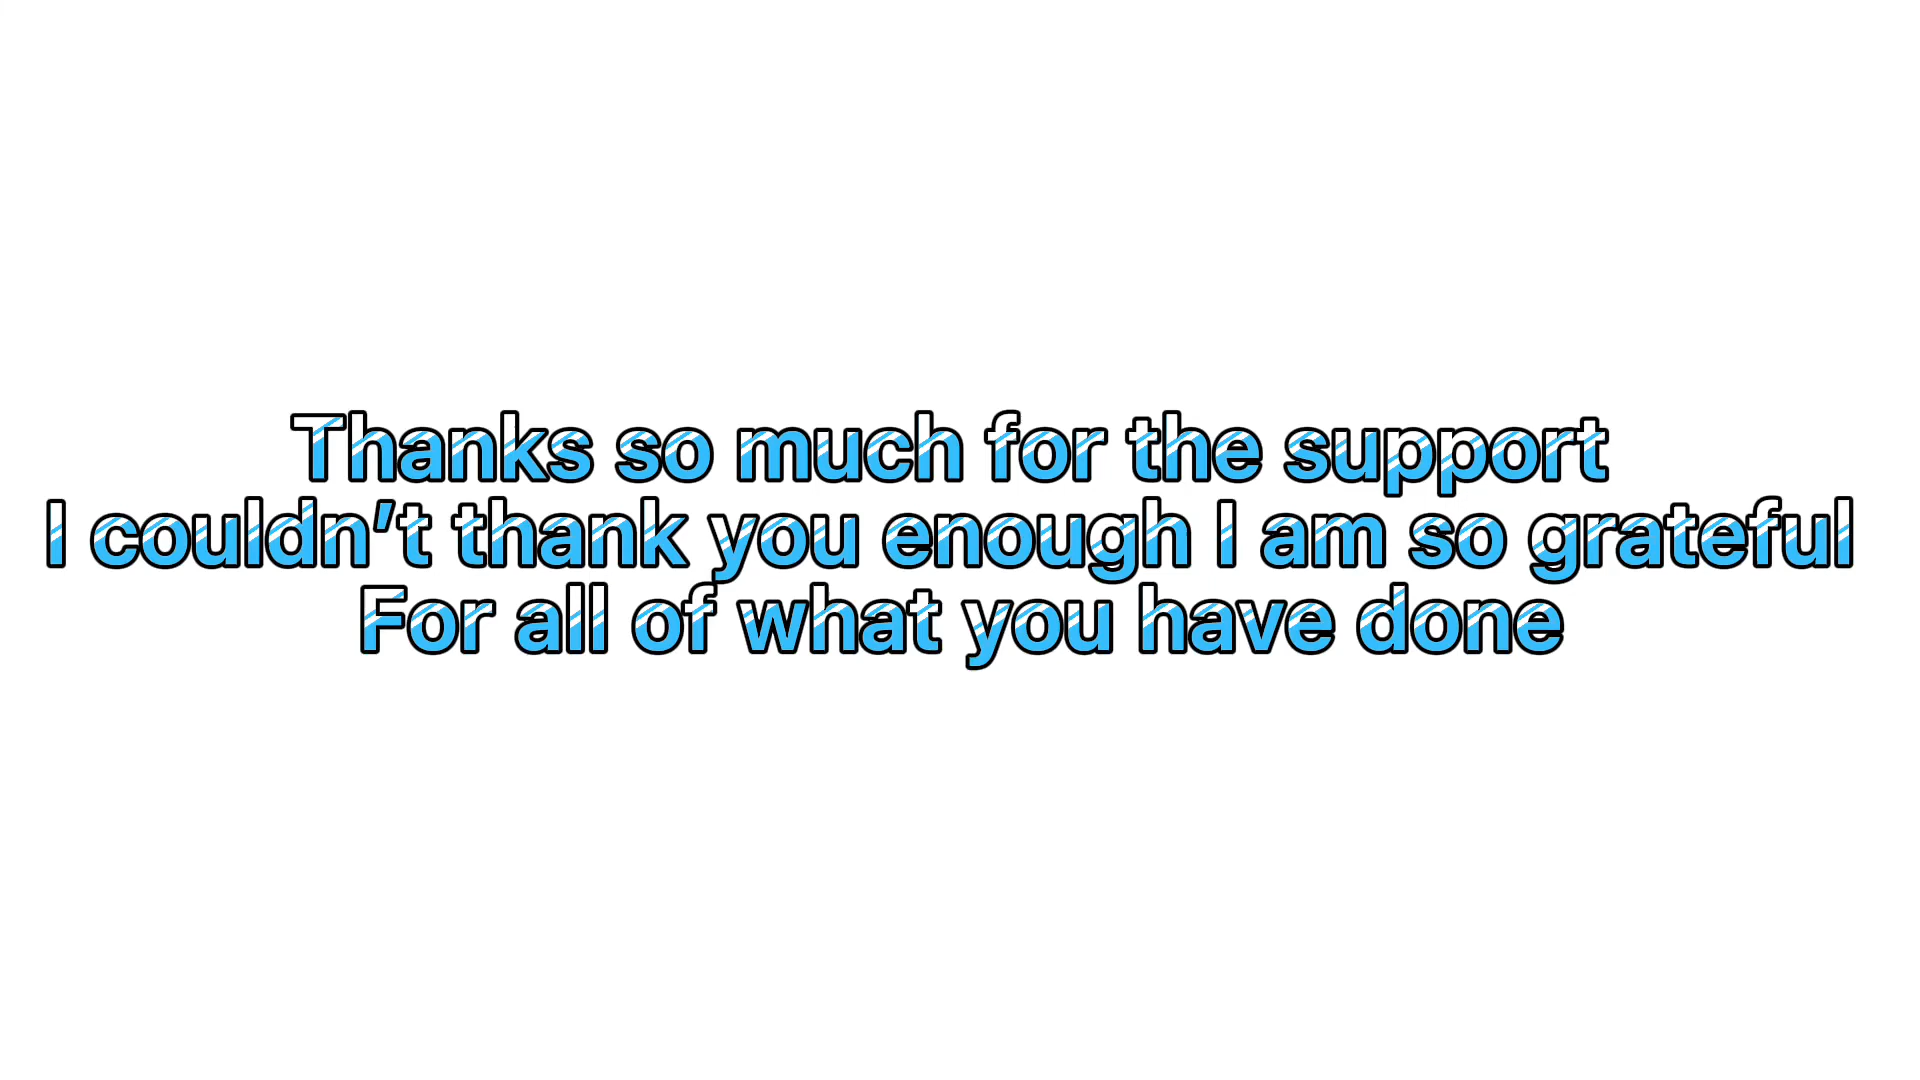 Thanks so much for the support
I couldn’t thank you enough I am so grateful
For all of what you have done